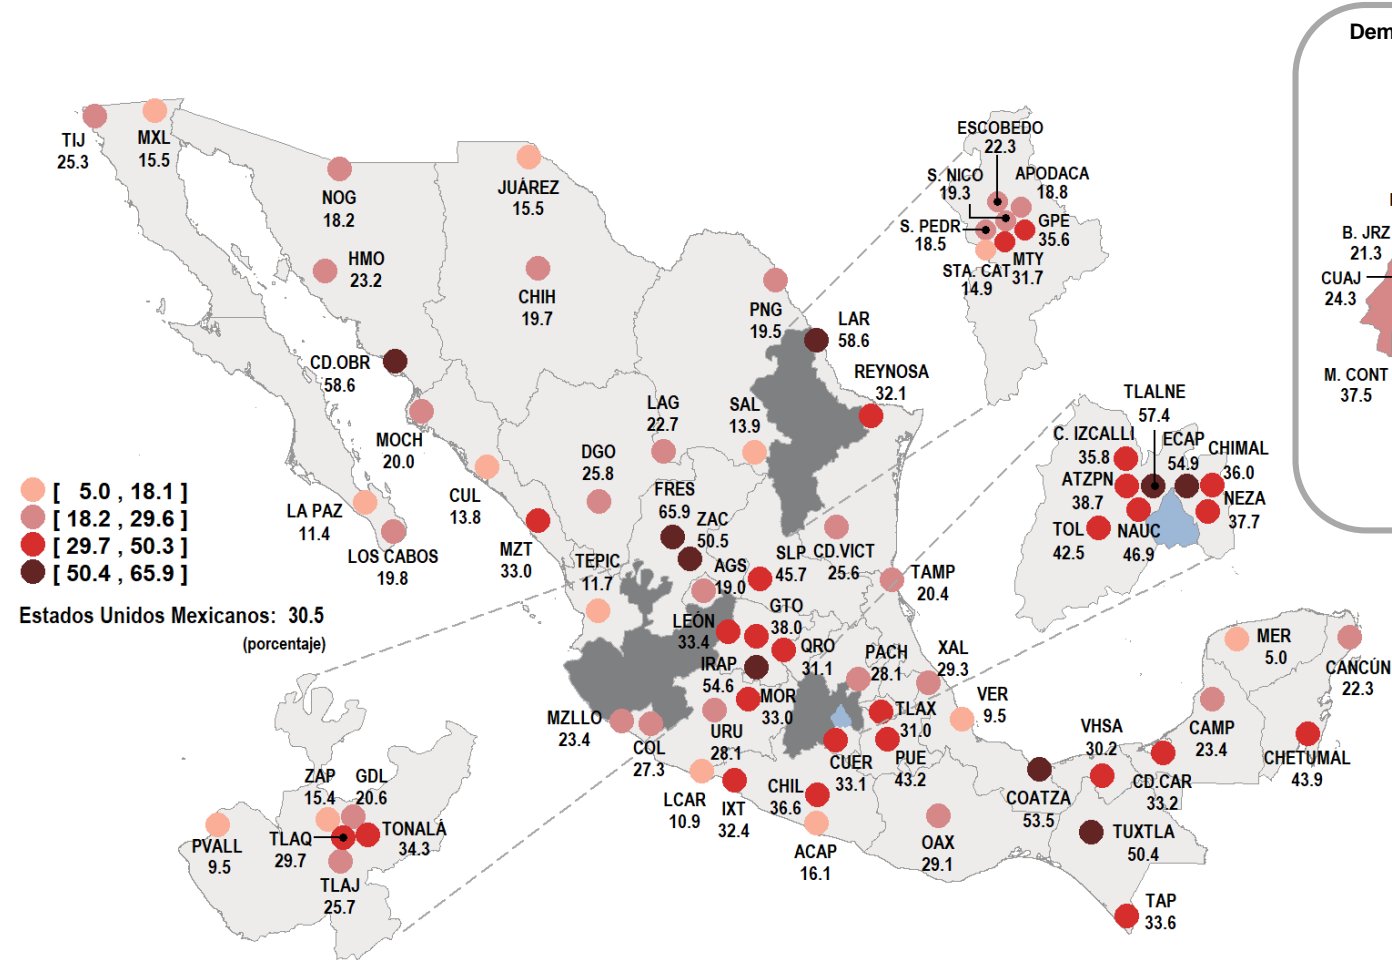 Dem
ESCOBEDO
22.3
S. NICO
19.3
APODACA
18.8
S. PEDR
18.5
GPE
35.6
MTY
31.7
STA. CAT
14.9
TIJ
25.3
MXL
15.5
NOG
18.2
HMO
23.2
JUÁREZ
15.5
CHIH
19.7
PNG
19.5
LAR
58.6
REYNOSA
32.1
B. JRZ
21.3
CUAJ
24.3
M. CONT
37.5
CD.OBR
58.6
MOCH
20.0
LAG
22.7
SAL
13.9
DGO
25.8
CUL
13.8
LA PAZ
11.4
LOS CABOS
19.8
MZT
33.0
FRES
65.9
ZAC
50.5
TLALNE
57.4
C. IZCALLI
35.8
ECAP
54.9
CHIMAL
36.0
ATZPN
38.7
NEZA
37.7
TOL
42.5
NAUC
46.9
[ 5.0 , 18.1 ]
[ 18.2 , 29.6 ]
[ 29.7 , 50.3 ]
[ 50.4 , 65.9 ]
Estados Unidos Mexicanos: 30.5
(porcentaje)
TEPIC
11.7
AGS
19.0
SLP
45.7
CD.VICT
25.6
TAMP
20.4
LEÓN
33.4
GTO
38.0
QRO
31.1
IRAP
54.6
PACH
28.1
XAL
29.3
MER
5.0
CANCÚN
22.3
MZLLO
23.4
COL
27.3
URU
28.1
MOR
33.0
TLAX
31.0
VER
9.5
CUER
33.1
PUE
43.2
VHSA
30.2
CAMP
23.4
CHETUMAL
43.9
CD.CAR
33.2
LCAR
10.9
IXT
32.4
CHIL
36.6
ACAP
16.1
OAX
29.1
COATZA
53.5
TUXTLA
50.4
TAP
33.6
ZAP
15.4
GDL
20.6
PVALL
9.5
TLAQ
29.7
TONALÁ
34.3
TLAJ
25.7